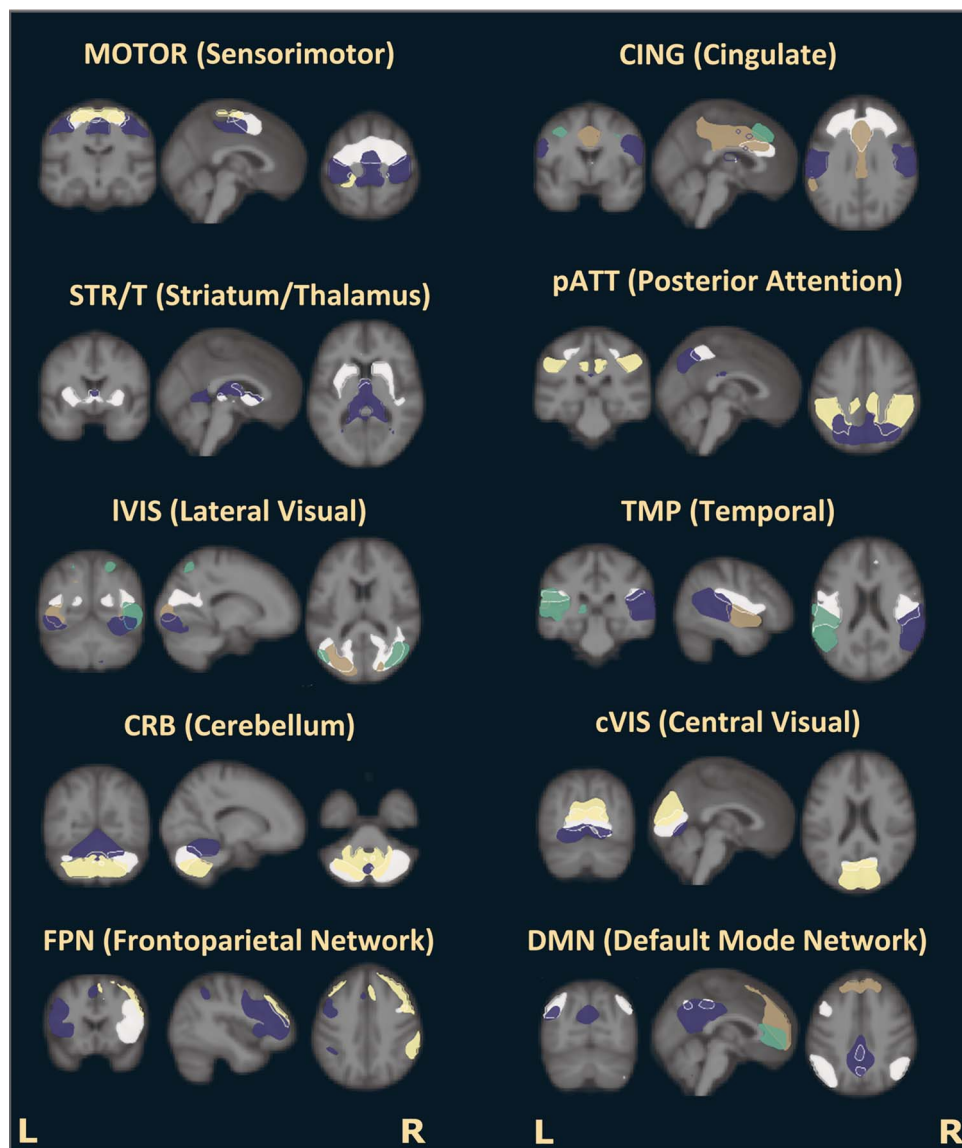 MOTOR (Sensorimotor)
CING (Cingulate)
STR/T (Striatum/Thalamus)
pATT (Posterior Attention)
lVIS (Lateral Visual)
TMP (Temporal)
CRB (Cerebellum)
cVIS (Central Visual)
FPN (Frontoparietal Network)
DMN (Default Mode Network)
L R L R